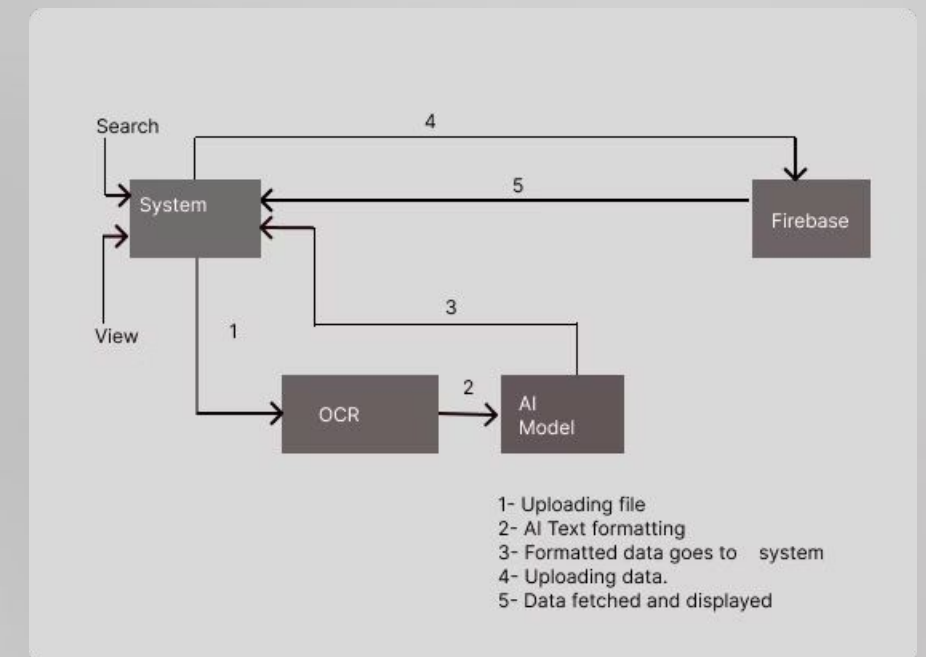 4
Search
5
System
Firebase
3
View
1
2
OCR
AI
Model
1- Uploading file
2- AI Text formatting
3- Formatted data goes to system
4- Uploading data.
5- Data fetched and displayed